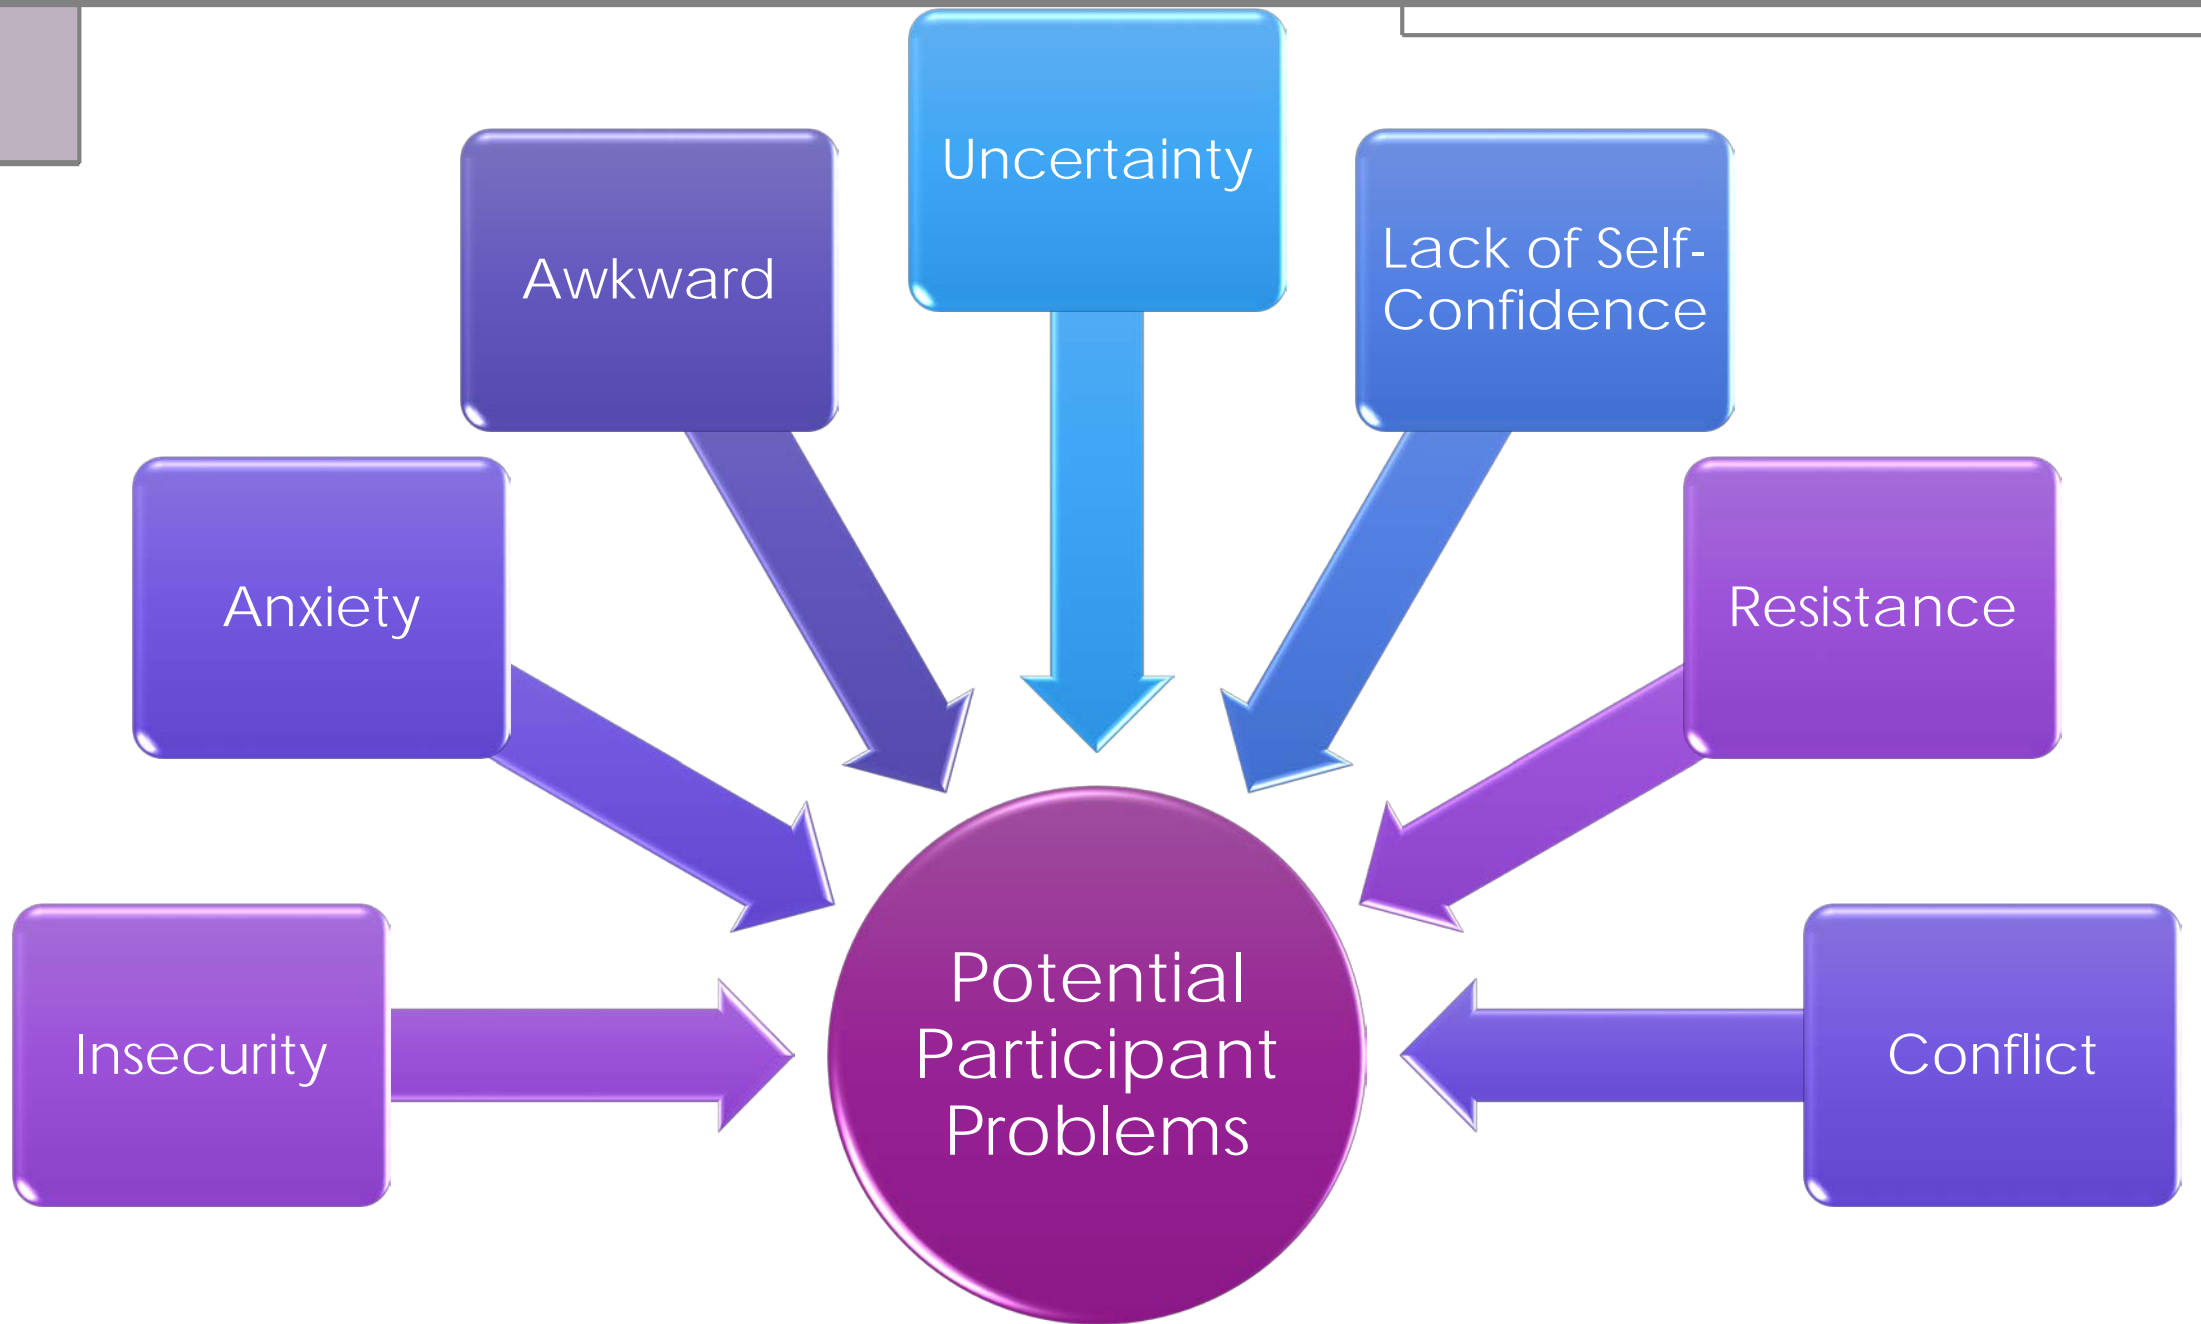 Uncertainty
Awkward
Lack of Self-
Confidence
Anxiety
Resistance
Insecurity
Conflict
Potential
Participant
Problems